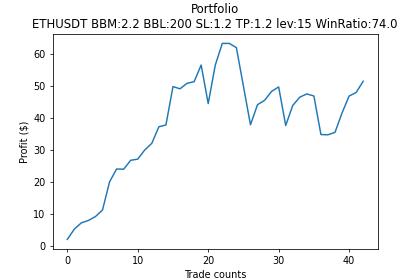 Portfolio
ETHUSDT BBM:2.2 BBL:200 SL:1.2 TP:1.2 lev:15 WinRatio:74.0
Profit ($)
60
50
40
30
20
10
0
0 10 20 30 40
Trade counts